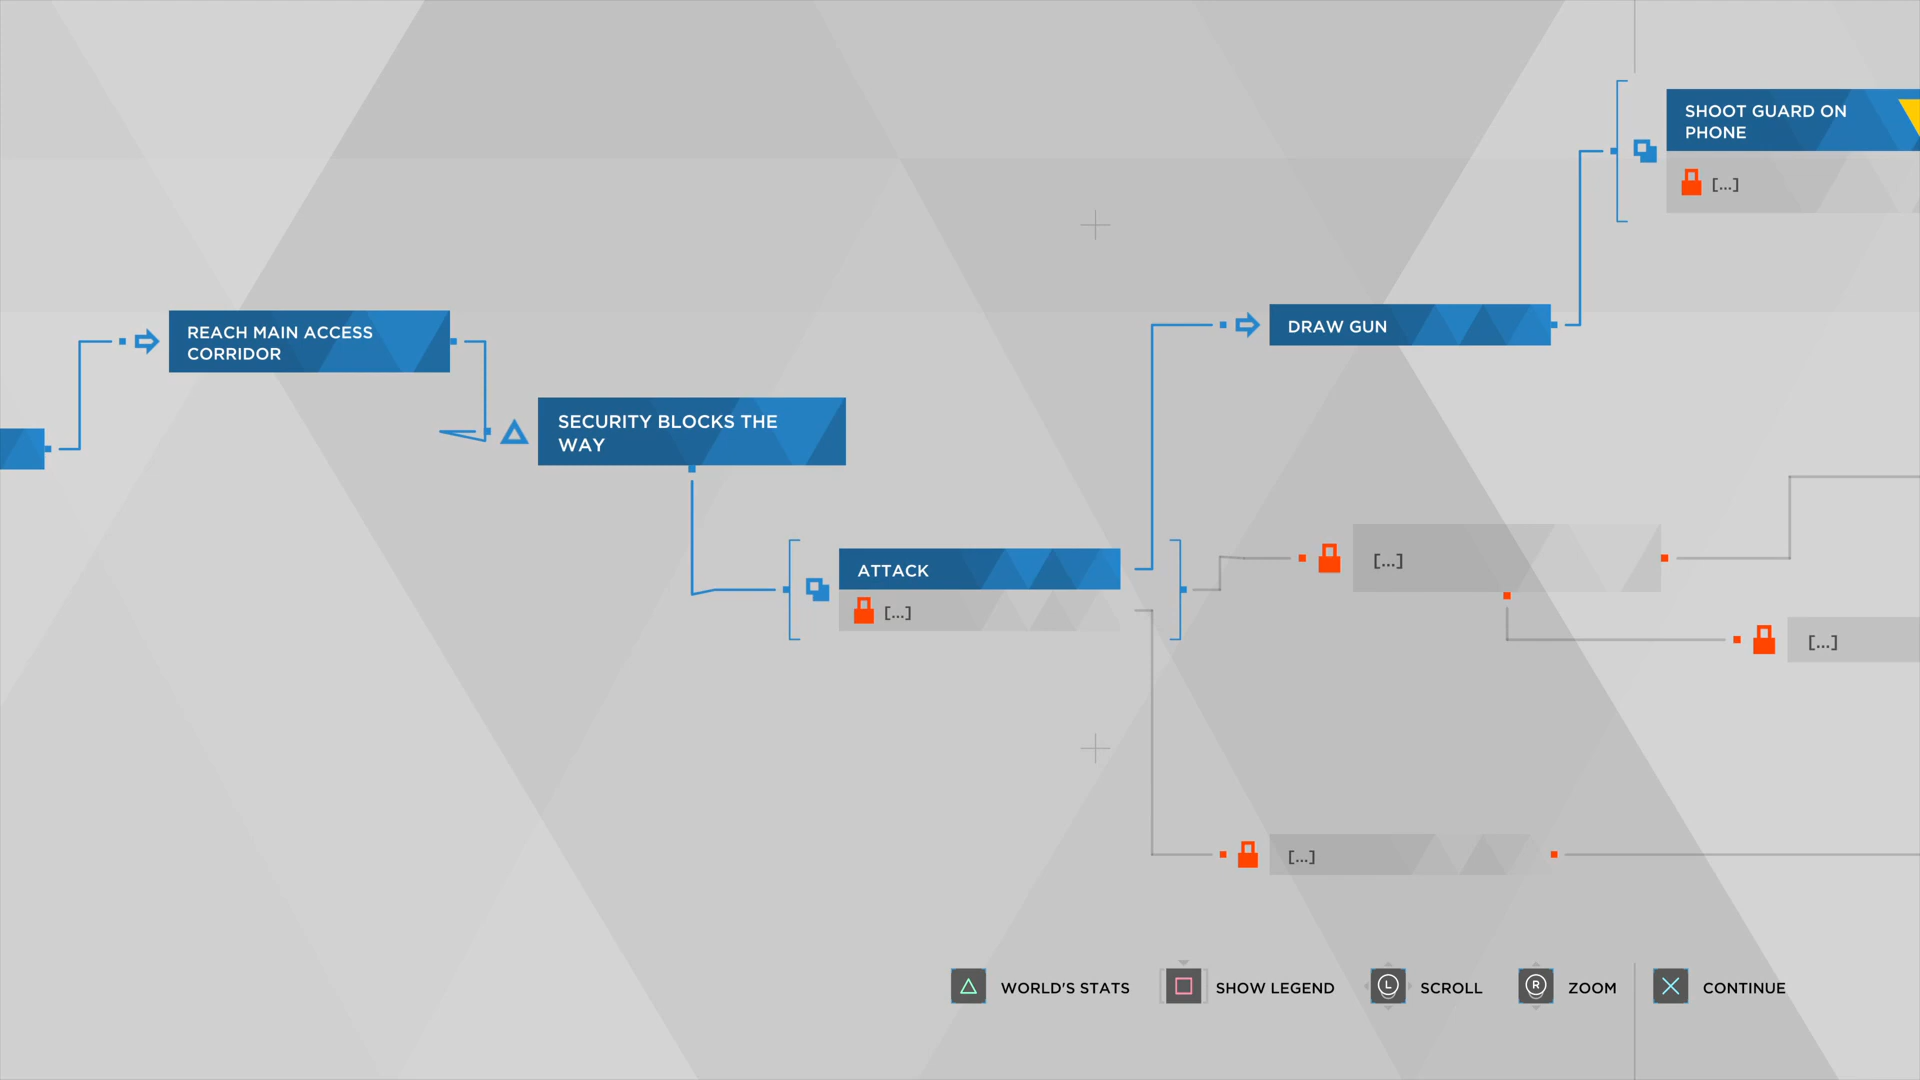 SHOOT GUARD ON
PHONE
[...]
REACH MAIN ACCESS
CORRIDOR
DRAW GUN
SECURITY BLOCKS THE
WAY
ATTACK
[...]
[...]
[...]
[...]
WORLD'S STATS
SHOW LEGEND
L
SCROLL
R
ZOOM
CONTINUE